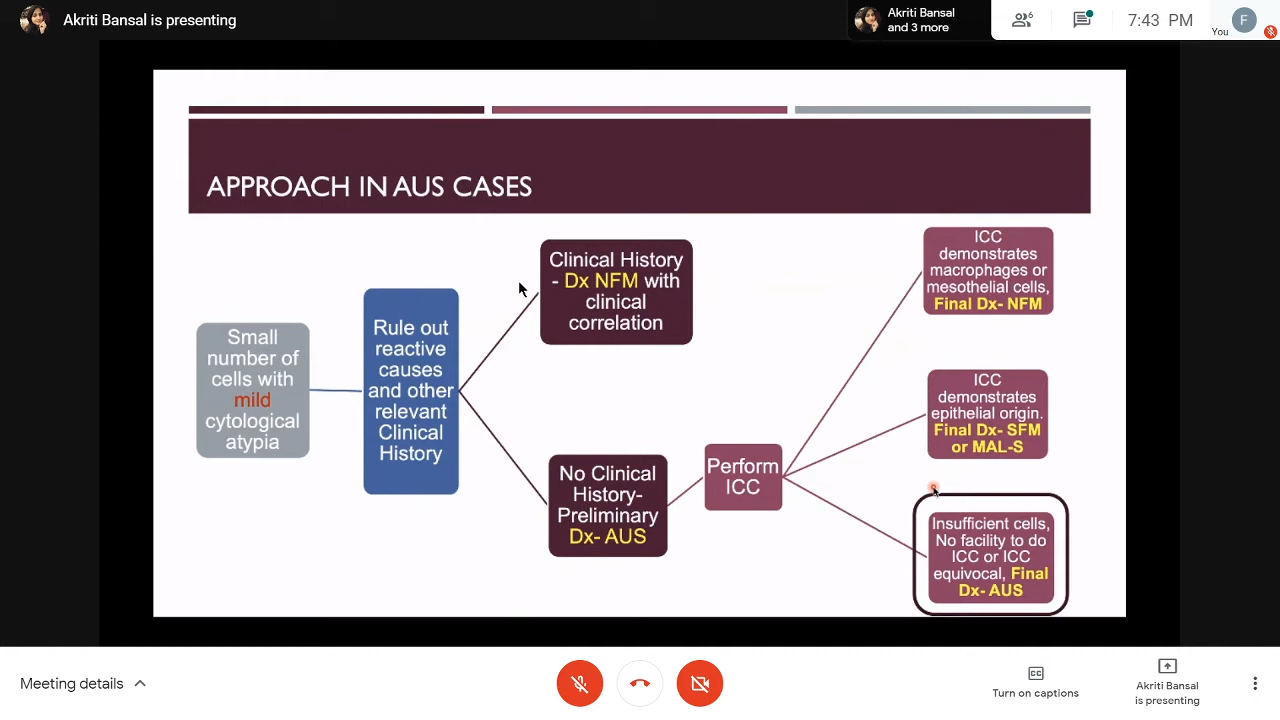 Akriti Bansal is presenting
Akriti Bansal
and 3 more
6
7:43 PM
You
F
APPROACH IN AUS CASES
Small
number of
cells with
mild
cytological
atypia
Rule out
reactive
causes
and other
relevant
Clinical
History
Clinical History
- Dx NFM with
clinical
correlation
No Clinical
History-
Preliminary
Dx- AUS
Perform
ICC
ICC
demonstrates
macrophages or
mesothelial cells,
Final Dx- NFM
ICC
demonstrates
epithelial origin.
Final Dx- SFM
or MAL-S
Insufficient cells,
No facility to do
ICC or ICC
equivocal, Final
Dx- AUS
Meeting details
CC
Turn on captions
Akriti Bansal
is presenting